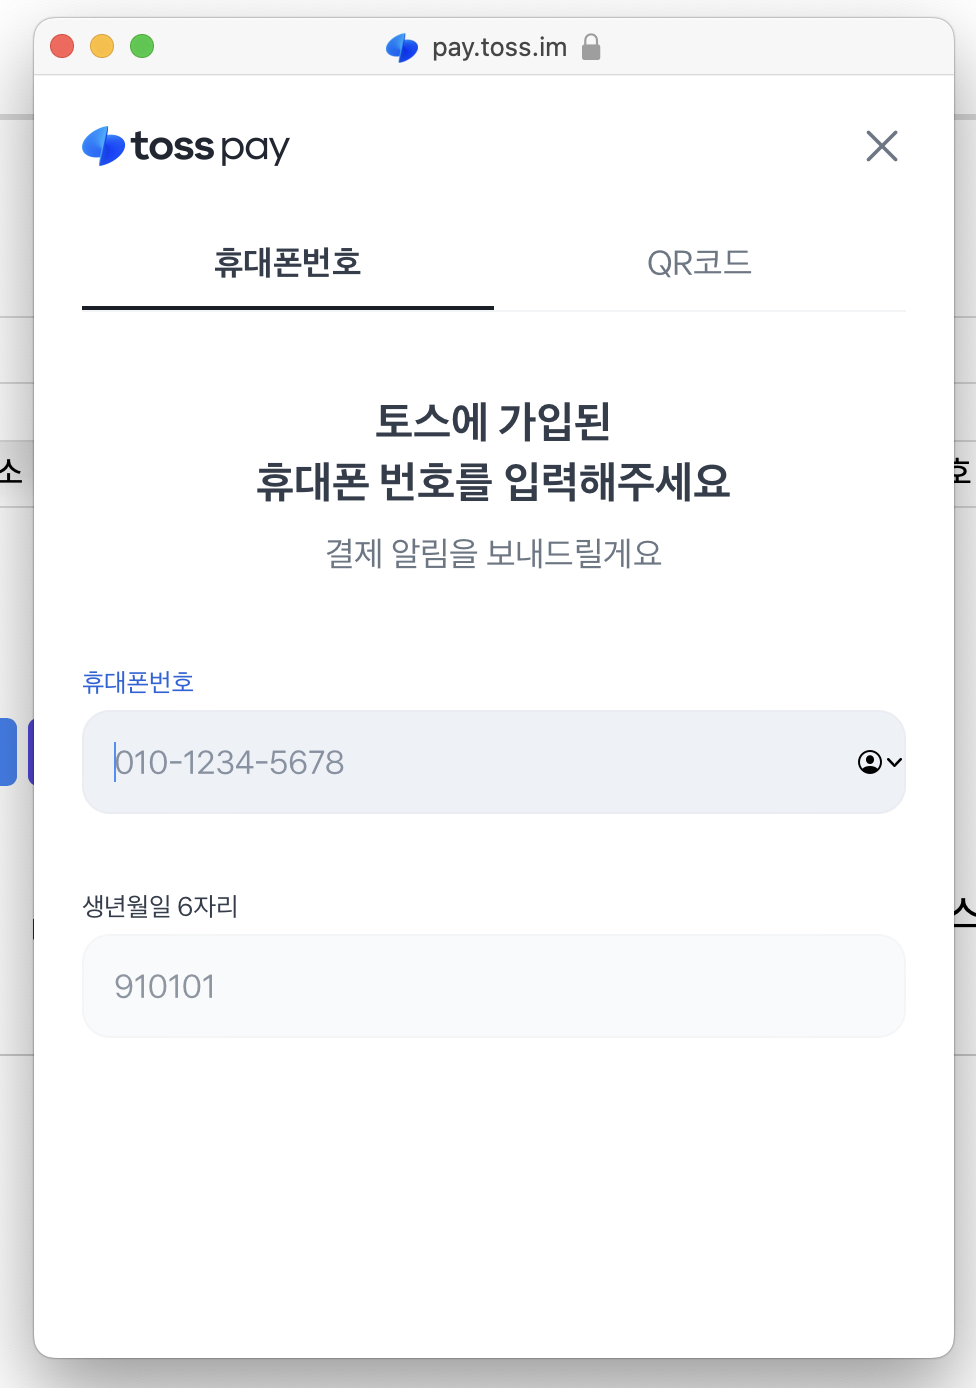 pay.toss.im
toss pay
휴대폰번호
QR코드
토스에 가입된
휴대폰 번호를 입력해주세요
결제 알림을 보내드릴게요
휴대폰번호
010-1234-5678
생년월일 6자리
910101
소
호
스